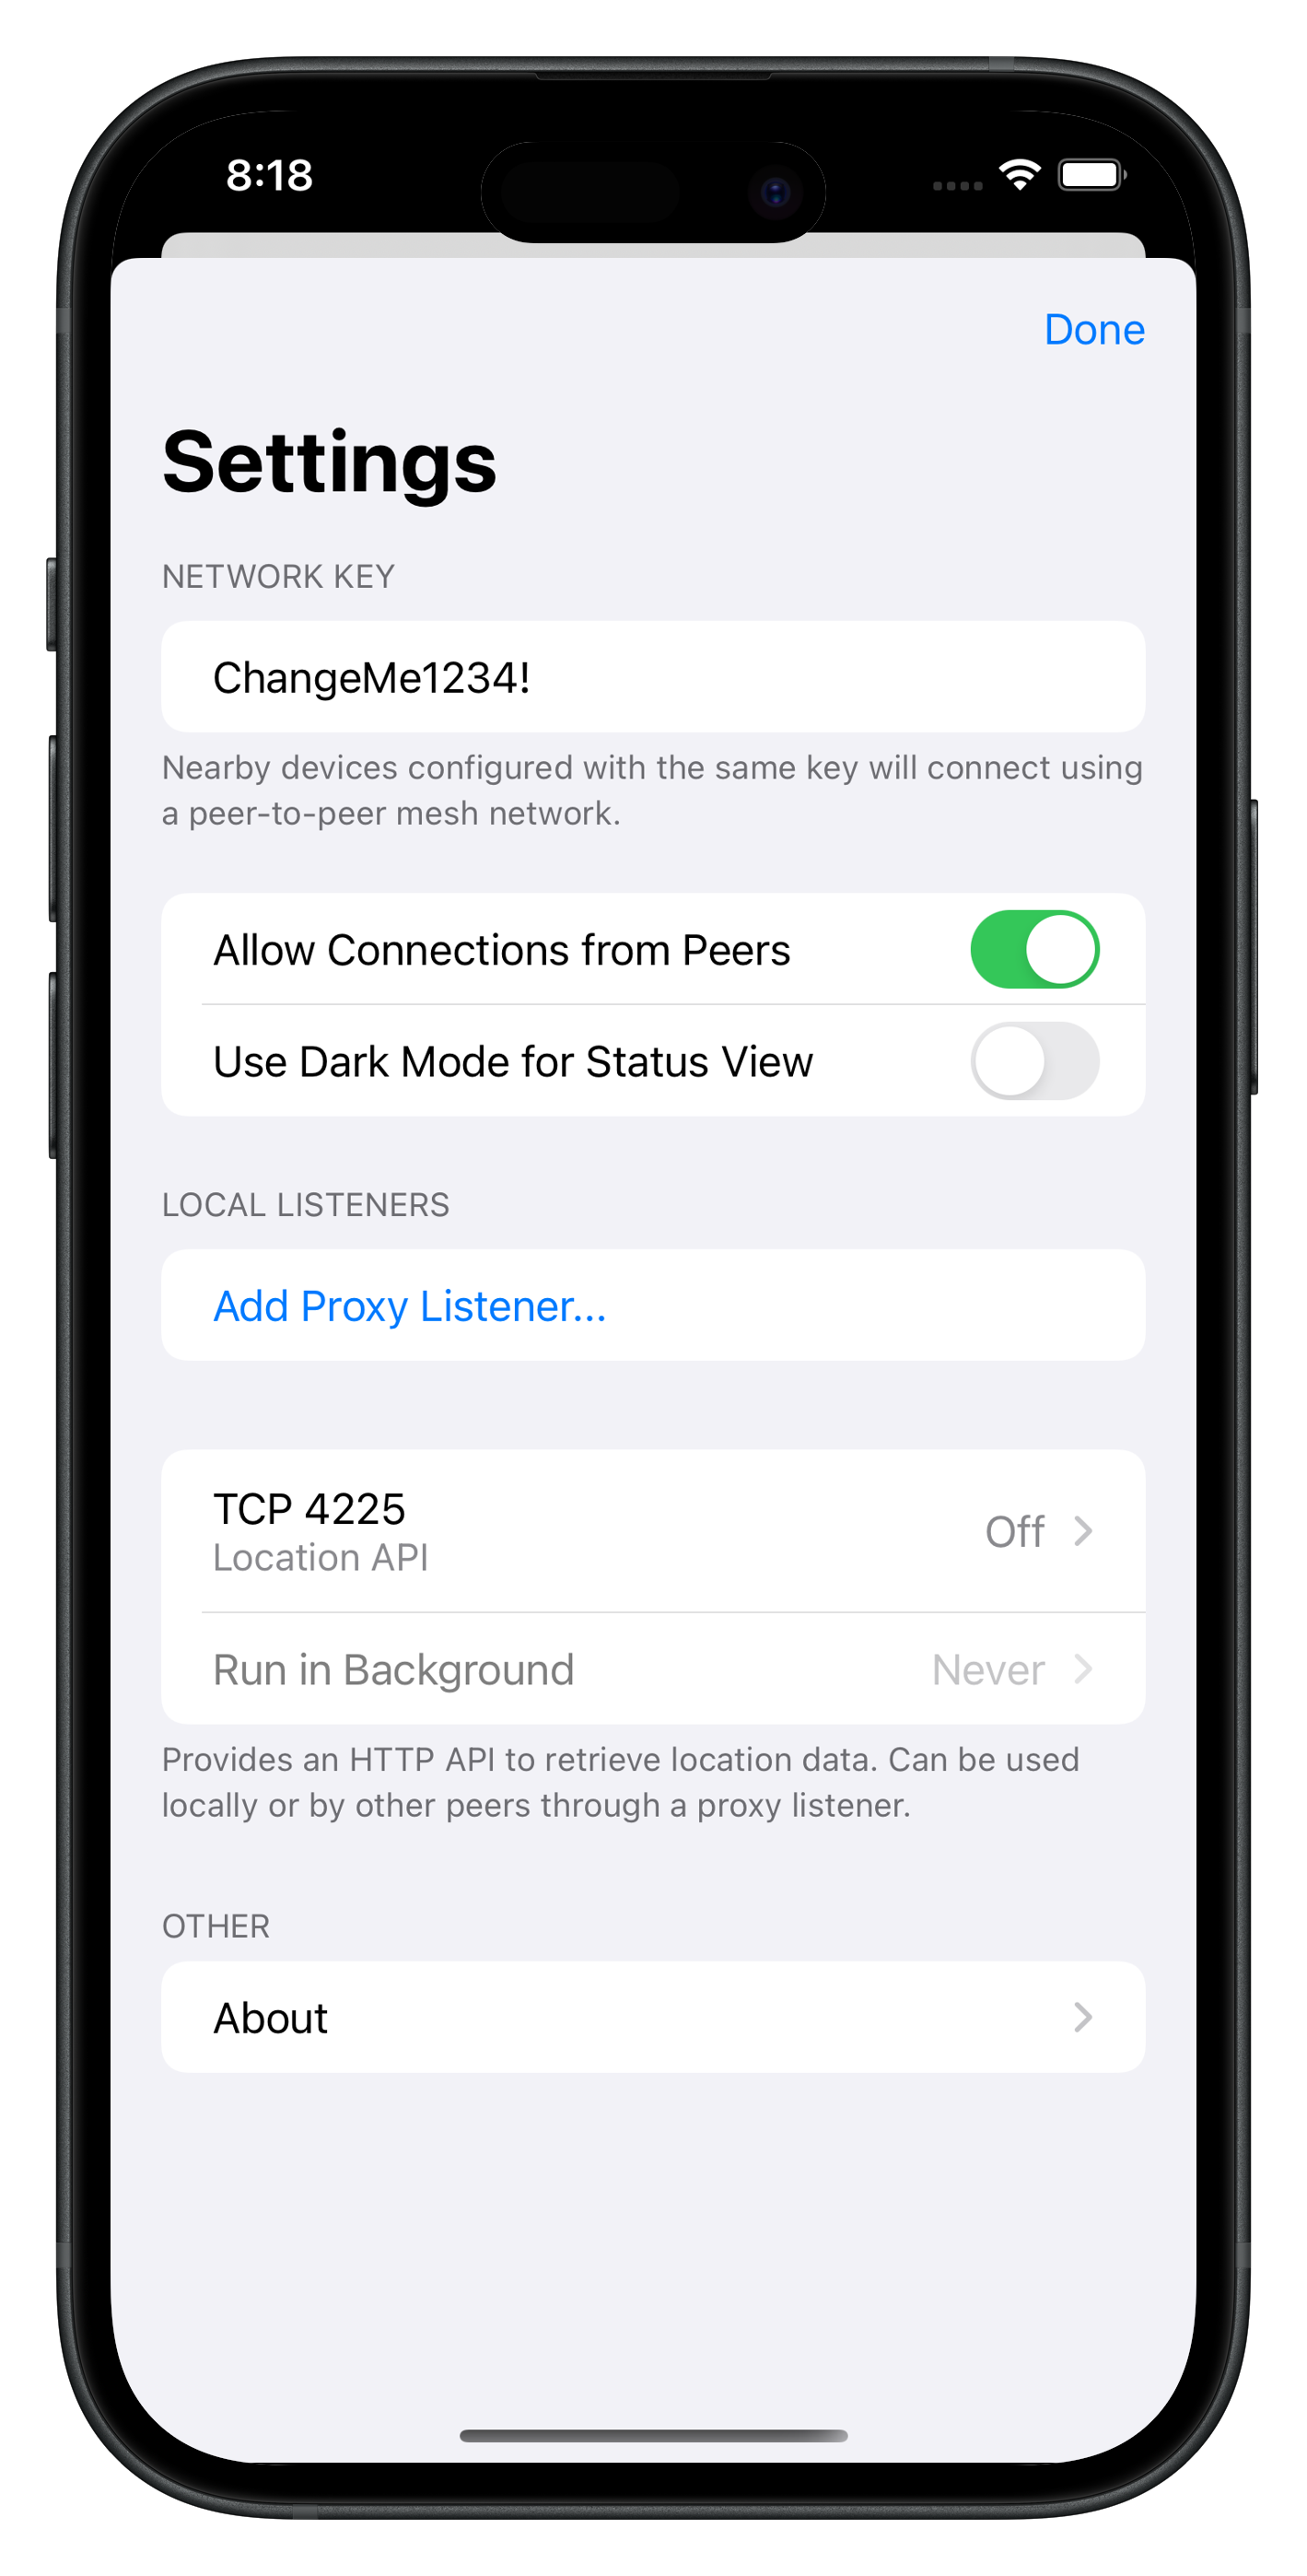 8:18
Done
Settings
NETWORK KEY
ChangeMe1234!
Nearby devices configured with the same key will connect using
a peer-to-peer mesh network.
Allow Connections from Peers
Use Dark Mode for Status View
LOCAL LISTENERS
Add Proxy Listener...
TCP 4225
Location API
Off
Run in Background
Never
Provides an HTTP API to retrieve location data. Can be used
locally or by other peers through a proxy listener.
OTHER
About